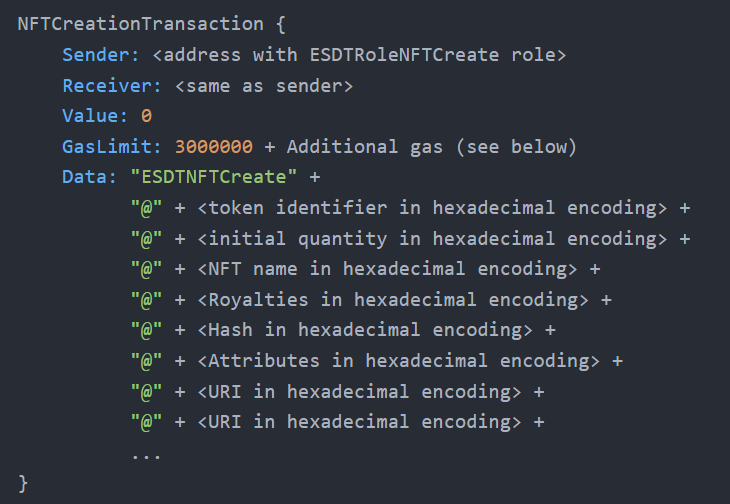 NFTCreationTransaction {
    Sender: <address with ESDTRoleNFTCreate role>
    Receiver: <same as sender>
    Value: 0
    GasLimit: 3000000 + Additional gas (see below)
    Data: "ESDTNFTCreate" +
          "@" + <token identifier in hexadecimal encoding> +
          "@" + <initial quantity in hexadecimal encoding> +
          "@" + <NFT name in hexadecimal encoding> +
          "@" + <Royalties in hexadecimal encoding> +
          "@" + <Hash in hexadecimal encoding> +
          "@" + <Attributes in hexadecimal encoding> +
          "@" + <URI in hexadecimal encoding> +
          "@" + <URI in hexadecimal encoding> +
          ...
}